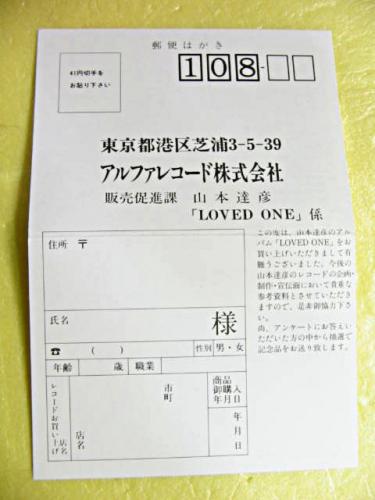 郵便はがき
41円切手を
お貼り下さい
108-
東京都港区芝浦3-5-39
アルファレコード株式会社
販売促進課 山本達彦
「LOVED ONE」係
この度は、山本達彦のアル
バム「LOVED ONE」をお
買い上げいただきまして有
難うございました。今後の
山本達彦のレコードの企画・
制作・宣伝面において貴重な
参考資料とさせていただき
ますので、是非御協力下さ
い。
尚、アンケートにお答えい
ただいた方の中から抽選で
記念品をお送り致します。
住所 〒
氏名 様
☎ ( ) 性別 男・女
年齢 歳 職業
商品
御購入
年月日
年
月
日
レコードお買い上げ店名
市
町
店名